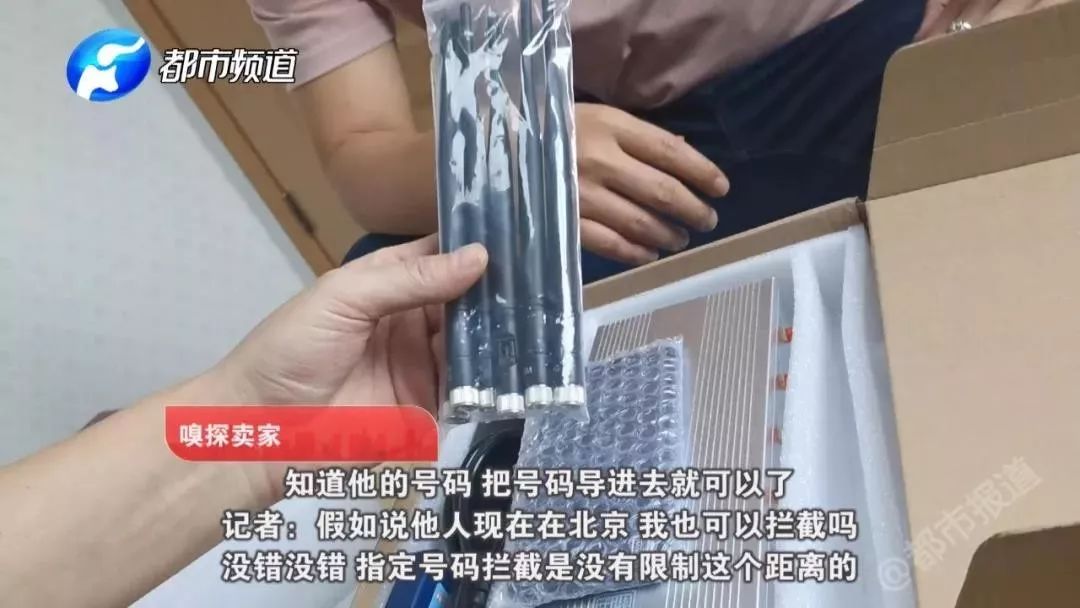 都市频道
嗅探卖家
知道他的号码 把号码导进去就可以了
记者：假如说他人现在在北京 我也可以拦截吗
没错没错 指定号码拦截是没有限制这个距离的
@都市报道